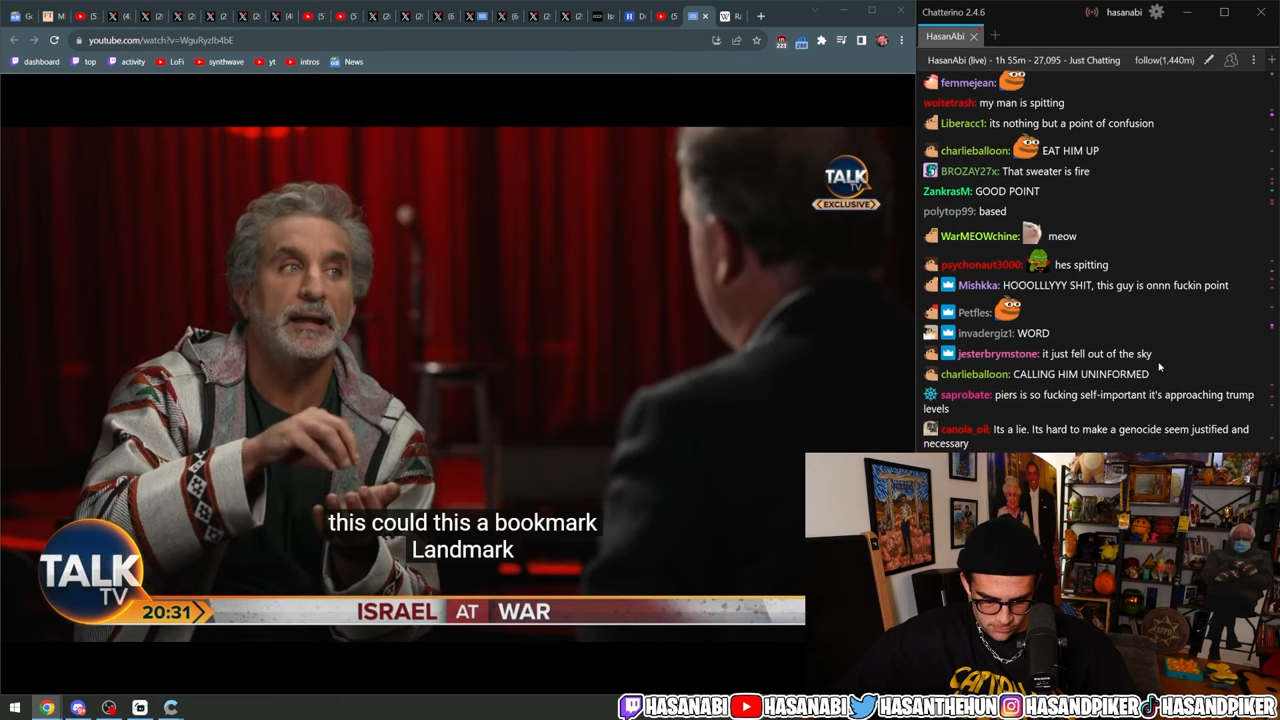 youtube.com/watch?v=WguRyzIb4bE
dashboard
top
activity
LoFi
synthwave
yt
intros
News
TALK
TV
EXCLUSIVE
this could this a bookmark
Landmark
TALK
TV
20:31
ISRAEL AT WAR
Chatterino 2.4.6
hasanabi
HasanAbi
HasanAbi (live) - 1h 55m - 27,095 - Just Chatting
follow(1,440m)
femmejean:
woitetrash: my man is spitting
Liberacc1: its nothing but a point of confusion
charlieballoon: EAT HIM UP
BROZAY27x: That sweater is fire
ZankrasM: GOOD POINT
polytop99: based
WarMEOWchine: meow
psychonaut3000: hes spitting
Mishkka: HOOOLLLYYY SHIT, this guy is onnn fuckin point
Petfles:
invadergiz1: WORD
jesterbrymstone: it just fell out of the sky
charlieballoon: CALLING HIM UNINFORMED
saprobate: piers is so fucking self-important it's approaching trump
levels
canola_oil: Its a lie. Its hard to make a genocide seem justified and
necessary
HASANABI
HASANABI
HASANTHEHUN
HASANDPIKER
HASANDPIKER